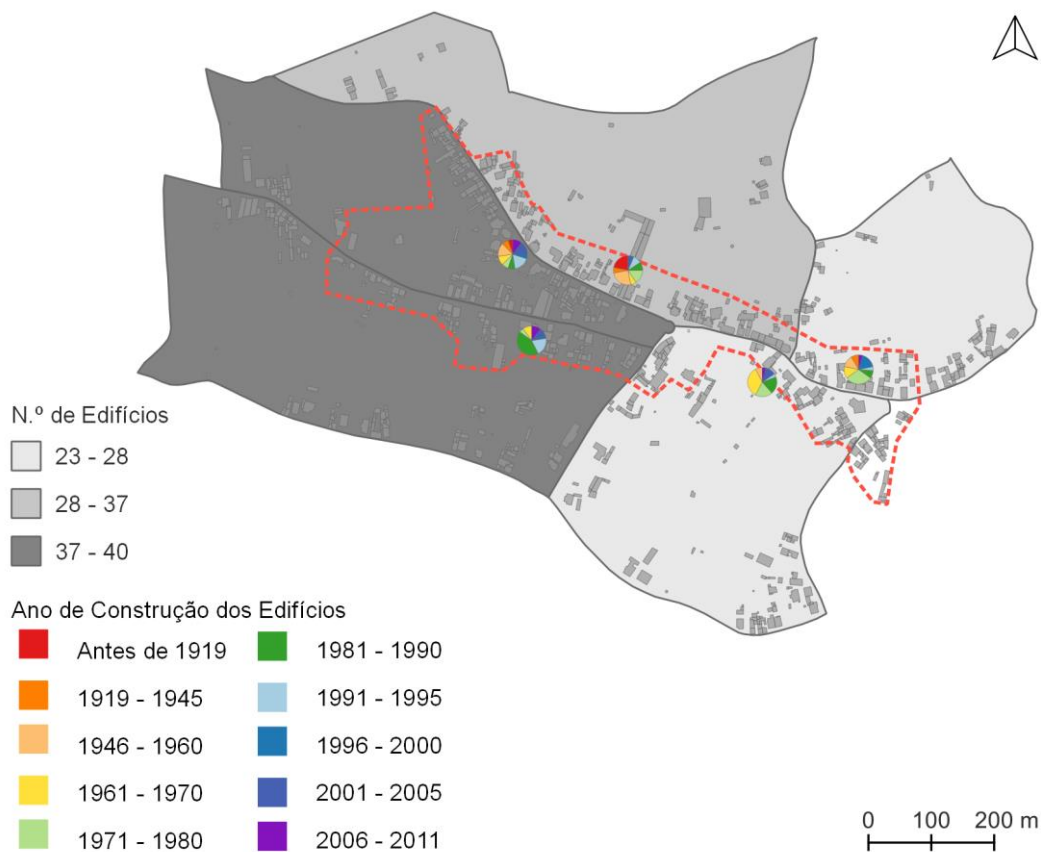 N.º de Edifícios
23 - 28
28 - 37
37 - 40
Ano de Construção dos Edifícios
Antes de 1919
1919 - 1945
1946 - 1960
1961 - 1970
1971 - 1980
1981 - 1990
1991 - 1995
1996 - 2000
2001 - 2005
2006 - 2011
0 100 200 m